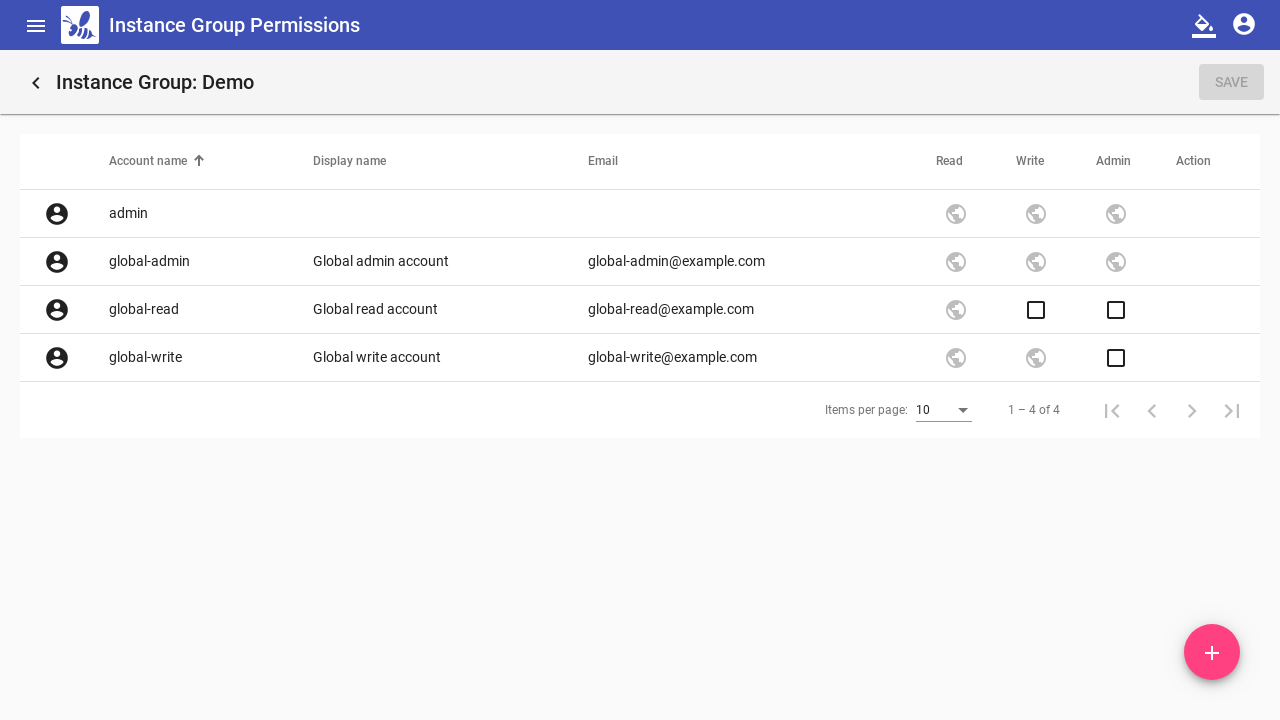 Instance Group Permissions
Instance Group: Demo
SAVE
Account name Display name Email Read Write Admin Action
admin
global-admin Global admin account global-admin@example.com
global-read Global read account global-read@example.com
global-write Global write account global-write@example.com
Items per page: 10 1 – 4 of 4